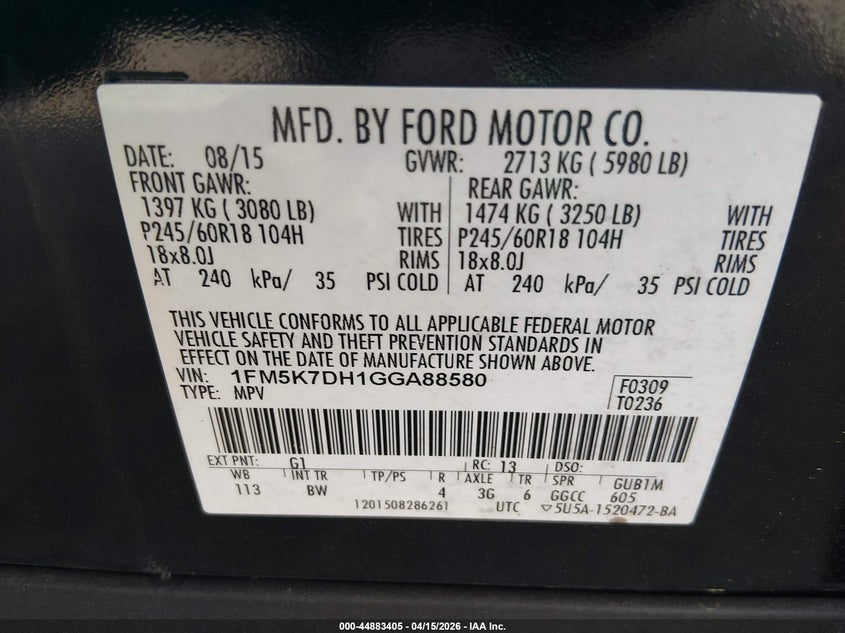 MFD. BY FORD MOTOR CO.
DATE: 08/15 GVWR: 2713 KG ( 5980 LB)
FRONT GAWR: REAR GAWR:
1397 KG ( 3080 LB) WITH 1474 KG ( 3250 LB) WITH
P245/60R18 104H TIRES P245/60R18 104H TIRES
18x8.0J RIMS 18x8.0J RIMS
AT 240 kPa/ 35 PSI COLD AT 240 kPa/ 35 PSI COLD
THIS VEHICLE CONFORMS TO ALL APPLICABLE FEDERAL MOTOR
VEHICLE SAFETY AND THEFT PREVENTION STANDARDS IN
EFFECT ON THE DATE OF MANUFACTURE SHOWN ABOVE.
VIN: 1FM5K7DH1GGA88580 F0309
TYPE: MPV T0236
EXT PNT: G1 RC: 13 DSO:
WB INT TR TP/PS R AXLE TR SPR GUB1M
113 BW 4 3G 6 GGCC 605
1201508286261 UTC ▽5U5A-1520472-BA
000-44883405 - 04/15/2026 - IAA Inc.